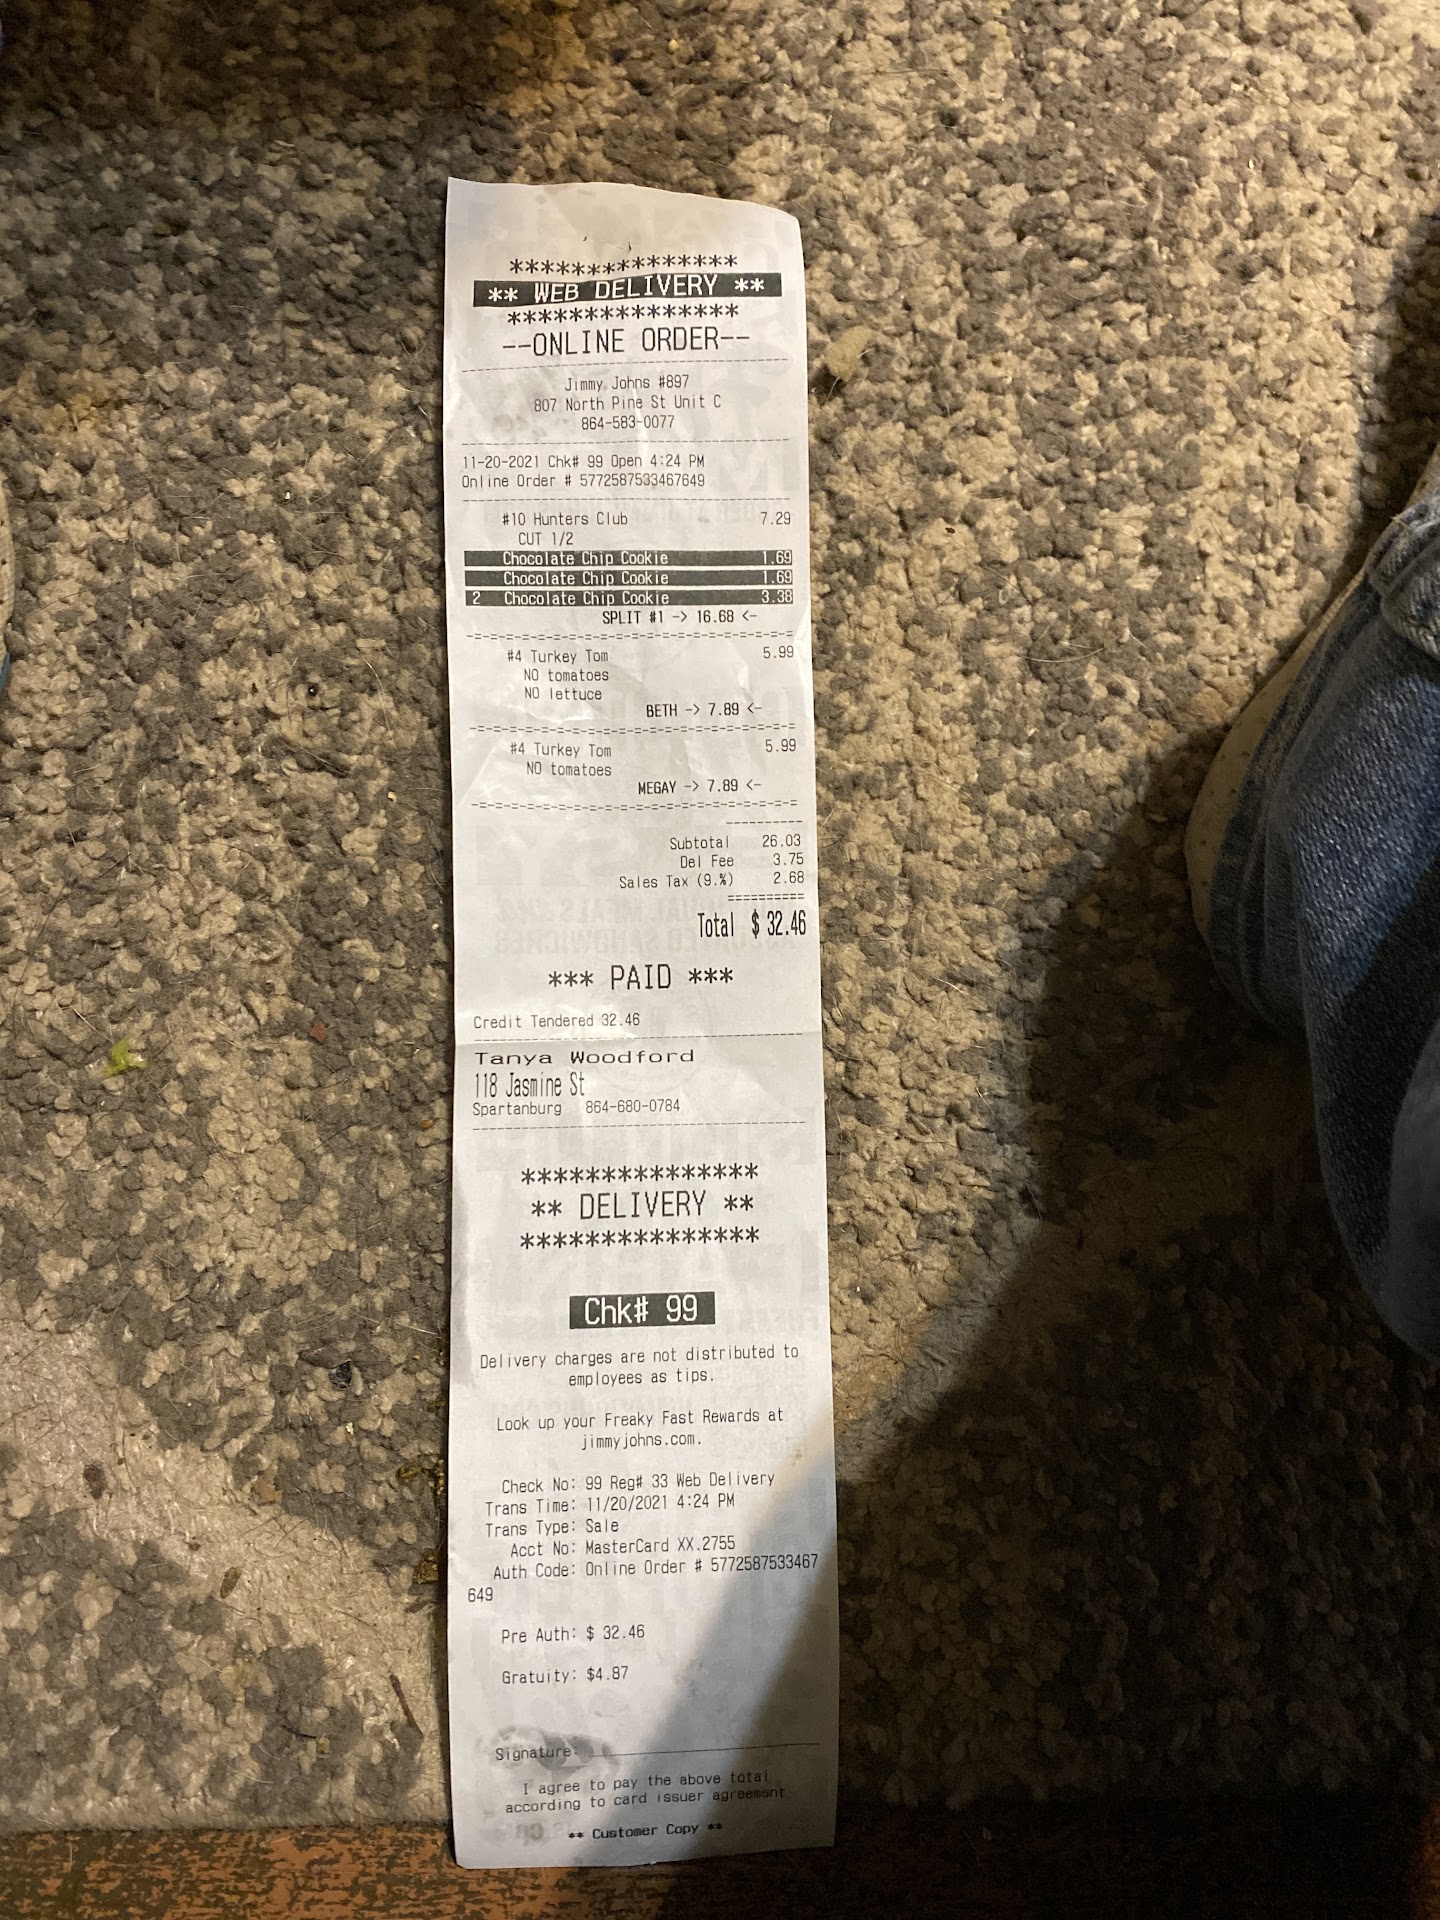 ***************
** WEB DELIVERY **
***************
--ONLINE ORDER--
Jimmy Johns #897
807 North Pine St Unit C
864-583-0077
11-20-2021 Chk# 99 Open 4:24 PM
Online Order # 5772587533467649
#10 Hunters Club 7.29
CUT 1/2
Chocolate Chip Cookie 1.69
Chocolate Chip Cookie 1.69
2 Chocolate Chip Cookie 3.38
SPLIT #1 -> 16.68 <-
#4 Turkey Tom 5.99
NO tomatoes
NO lettuce
BETH -> 7.89 <-
#4 Turkey Tom 5.99
NO tomatoes
MEGAY -> 7.89 <-
Subtotal 26.03
Del Fee 3.75
Sales Tax (9.%) 2.68
Total $ 32.46
*** PAID ***
Credit Tendered 32.46
Tanya Woodford
118 Jasmine St
Spartanburg 864-680-0784
***************
** DELIVERY **
***************
Chk# 99
Delivery charges are not distributed to
employees as tips.
Look up your Freaky Fast Rewards at
jimmyjohns.com.
Check No: 99 Reg# 33 Web Delivery
Trans Time: 11/20/2021 4:24 PM
Trans Type: Sale
Acct No: MasterCard XX.2755
Auth Code: Online Order # 5772587533467
649
Pre Auth: $ 32.46
Gratuity: $4.87
Signature:
I agree to pay the above total
according to card issuer agreement
** Customer Copy **